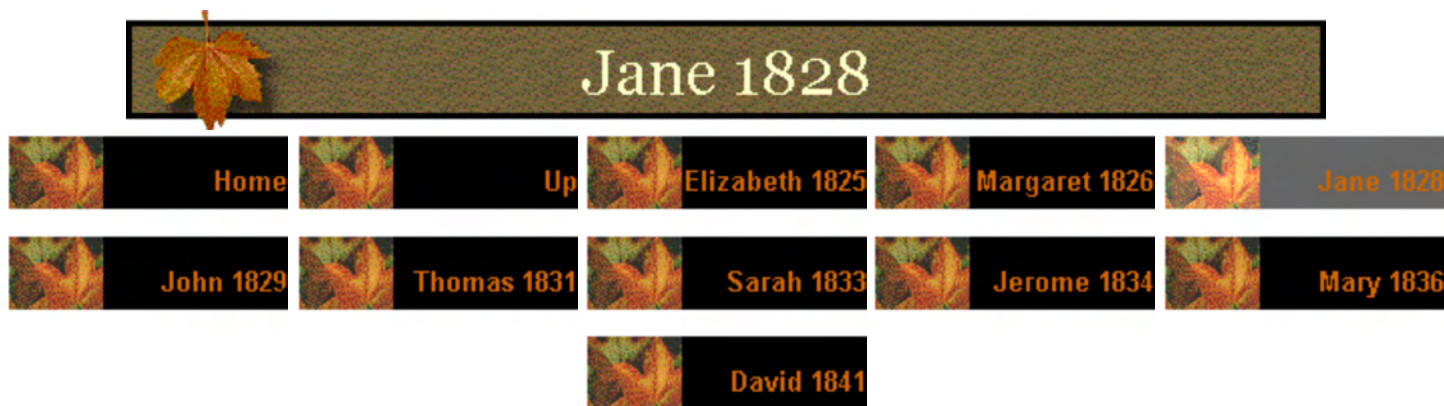 Jane 1828
Home
Up
Elizabeth 1825
Margaret 1826
Jane 1828
John 1829
Thomas 1831
Sarah 1833
Jerome 1834
Mary 1836
David 1841